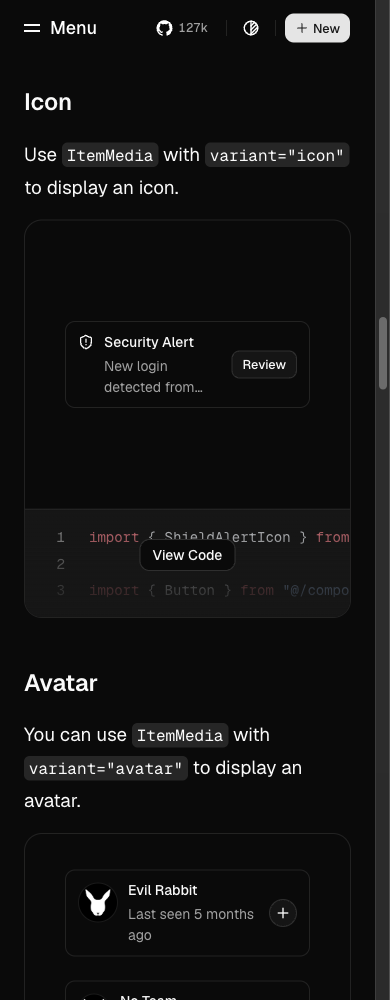 Menu 127k + New
Icon
Use ItemMedia with variant="icon"
to display an icon.
Security Alert
New login
detected from…
Review
1 import { ShieldAlertIcon } from
2
View Code
3 import { Button } from "@/compo
Avatar
You can use ItemMedia with
variant="avatar" to display an
avatar.
Evil Rabbit
Last seen 5 months
ago
No Team